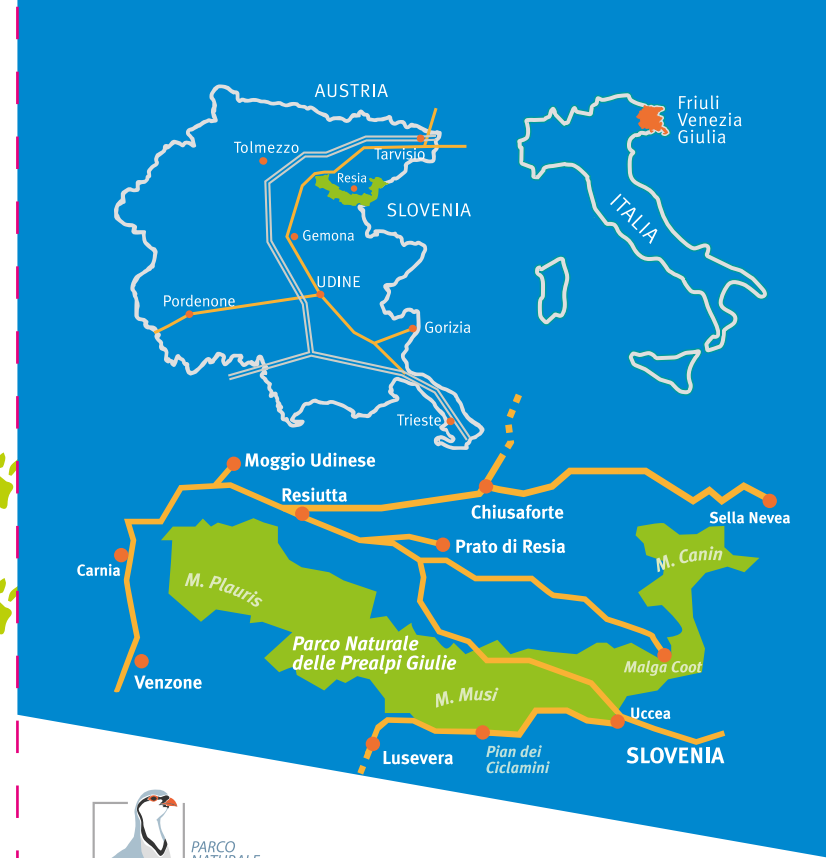 AUSTRIA
Tolmezzo
Tarvisio
Resia
SLOVENIA
Gemona
UDINE
Pordenone
Gorizia
Trieste
Friuli
Venezia
Giulia
ITALIA
Moggio Udinese
Resiutta
Chiusaforte
Sella Nevea
Prato di Resia
M. Canin
Carnia
M. Plauris
Parco Naturale
delle Prealpi Giulie
Malga Coot
Venzone
M. Musi
Uccea
Lusevera
Pian dei
Ciclamini
SLOVENIA
PARCO
NATURALE